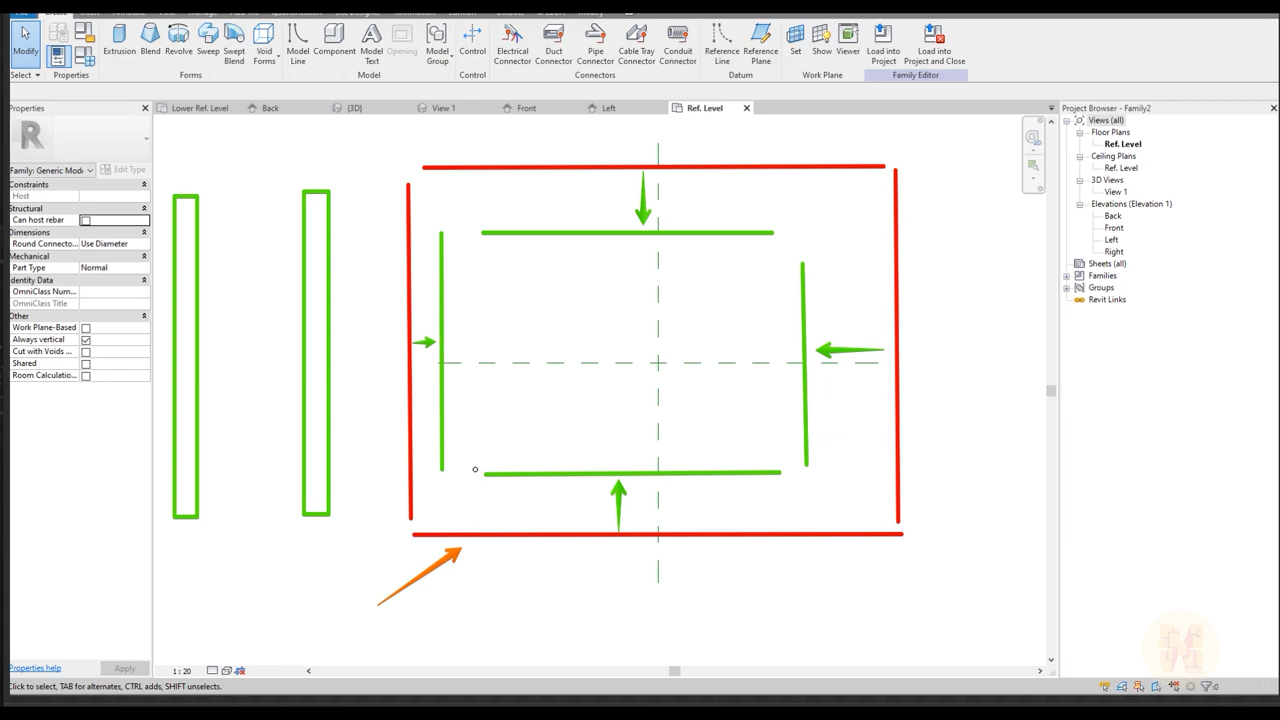 File Create
Modify Extrusion Blend Revolve Sweep Swept Blend Void Forms Model Line Component Model Text Opening Model Group Control Electrical Connector Duct Connector Pipe Connector Cable Tray Connector Conduit Connector Reference Line Reference Plane Set Show Viewer Load into Project Load into Project and Close
Select Properties Forms Model Control Connectors Datum Work Plane Family Editor
Properties
Lower Ref. Level Back (3D) View 1 Front Left Ref. Level
Project Browser - Family2
R
Family: Generic Mode Edit Type
Constraints
Host
Structural
Can host rebar
Dimensions
Round Connecto... Use Diameter
Mechanical
Part Type Normal
Identity Data
OmniClass Num...
OmniClass Title
Other
Work Plane-Based
Always vertical
Cut with Voids ...
Shared
Room Calculatio...
Views (all)
Floor Plans
Ref. Level
Ceiling Plans
Ref. Level
3D Views
View 1
Elevations (Elevation 1)
Back
Front
Left
Right
Sheets (all)
Families
Groups
Revit Links
Properties help Apply
1 : 20
Click to select, TAB for alternates, CTRL adds, SHIFT unselects.
:0